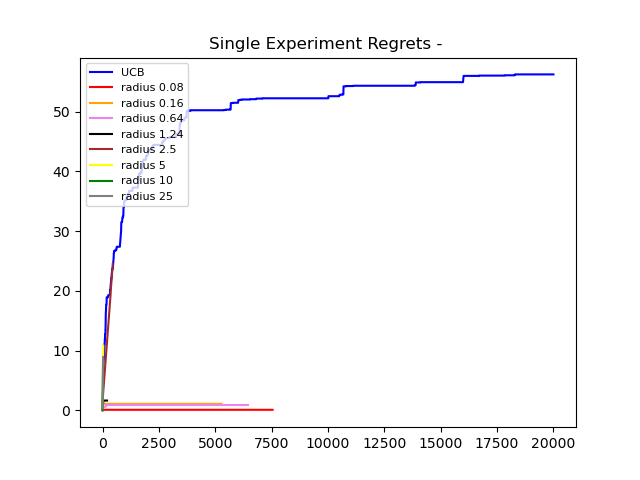 Single Experiment Regrets -
UCB
radius 0.08
radius 0.16
radius 0.64
radius 1.24
radius 2.5
radius 5
radius 10
radius 25
50
40
30
20
10
0
0 2500 5000 7500 10000 12500 15000 17500 20000